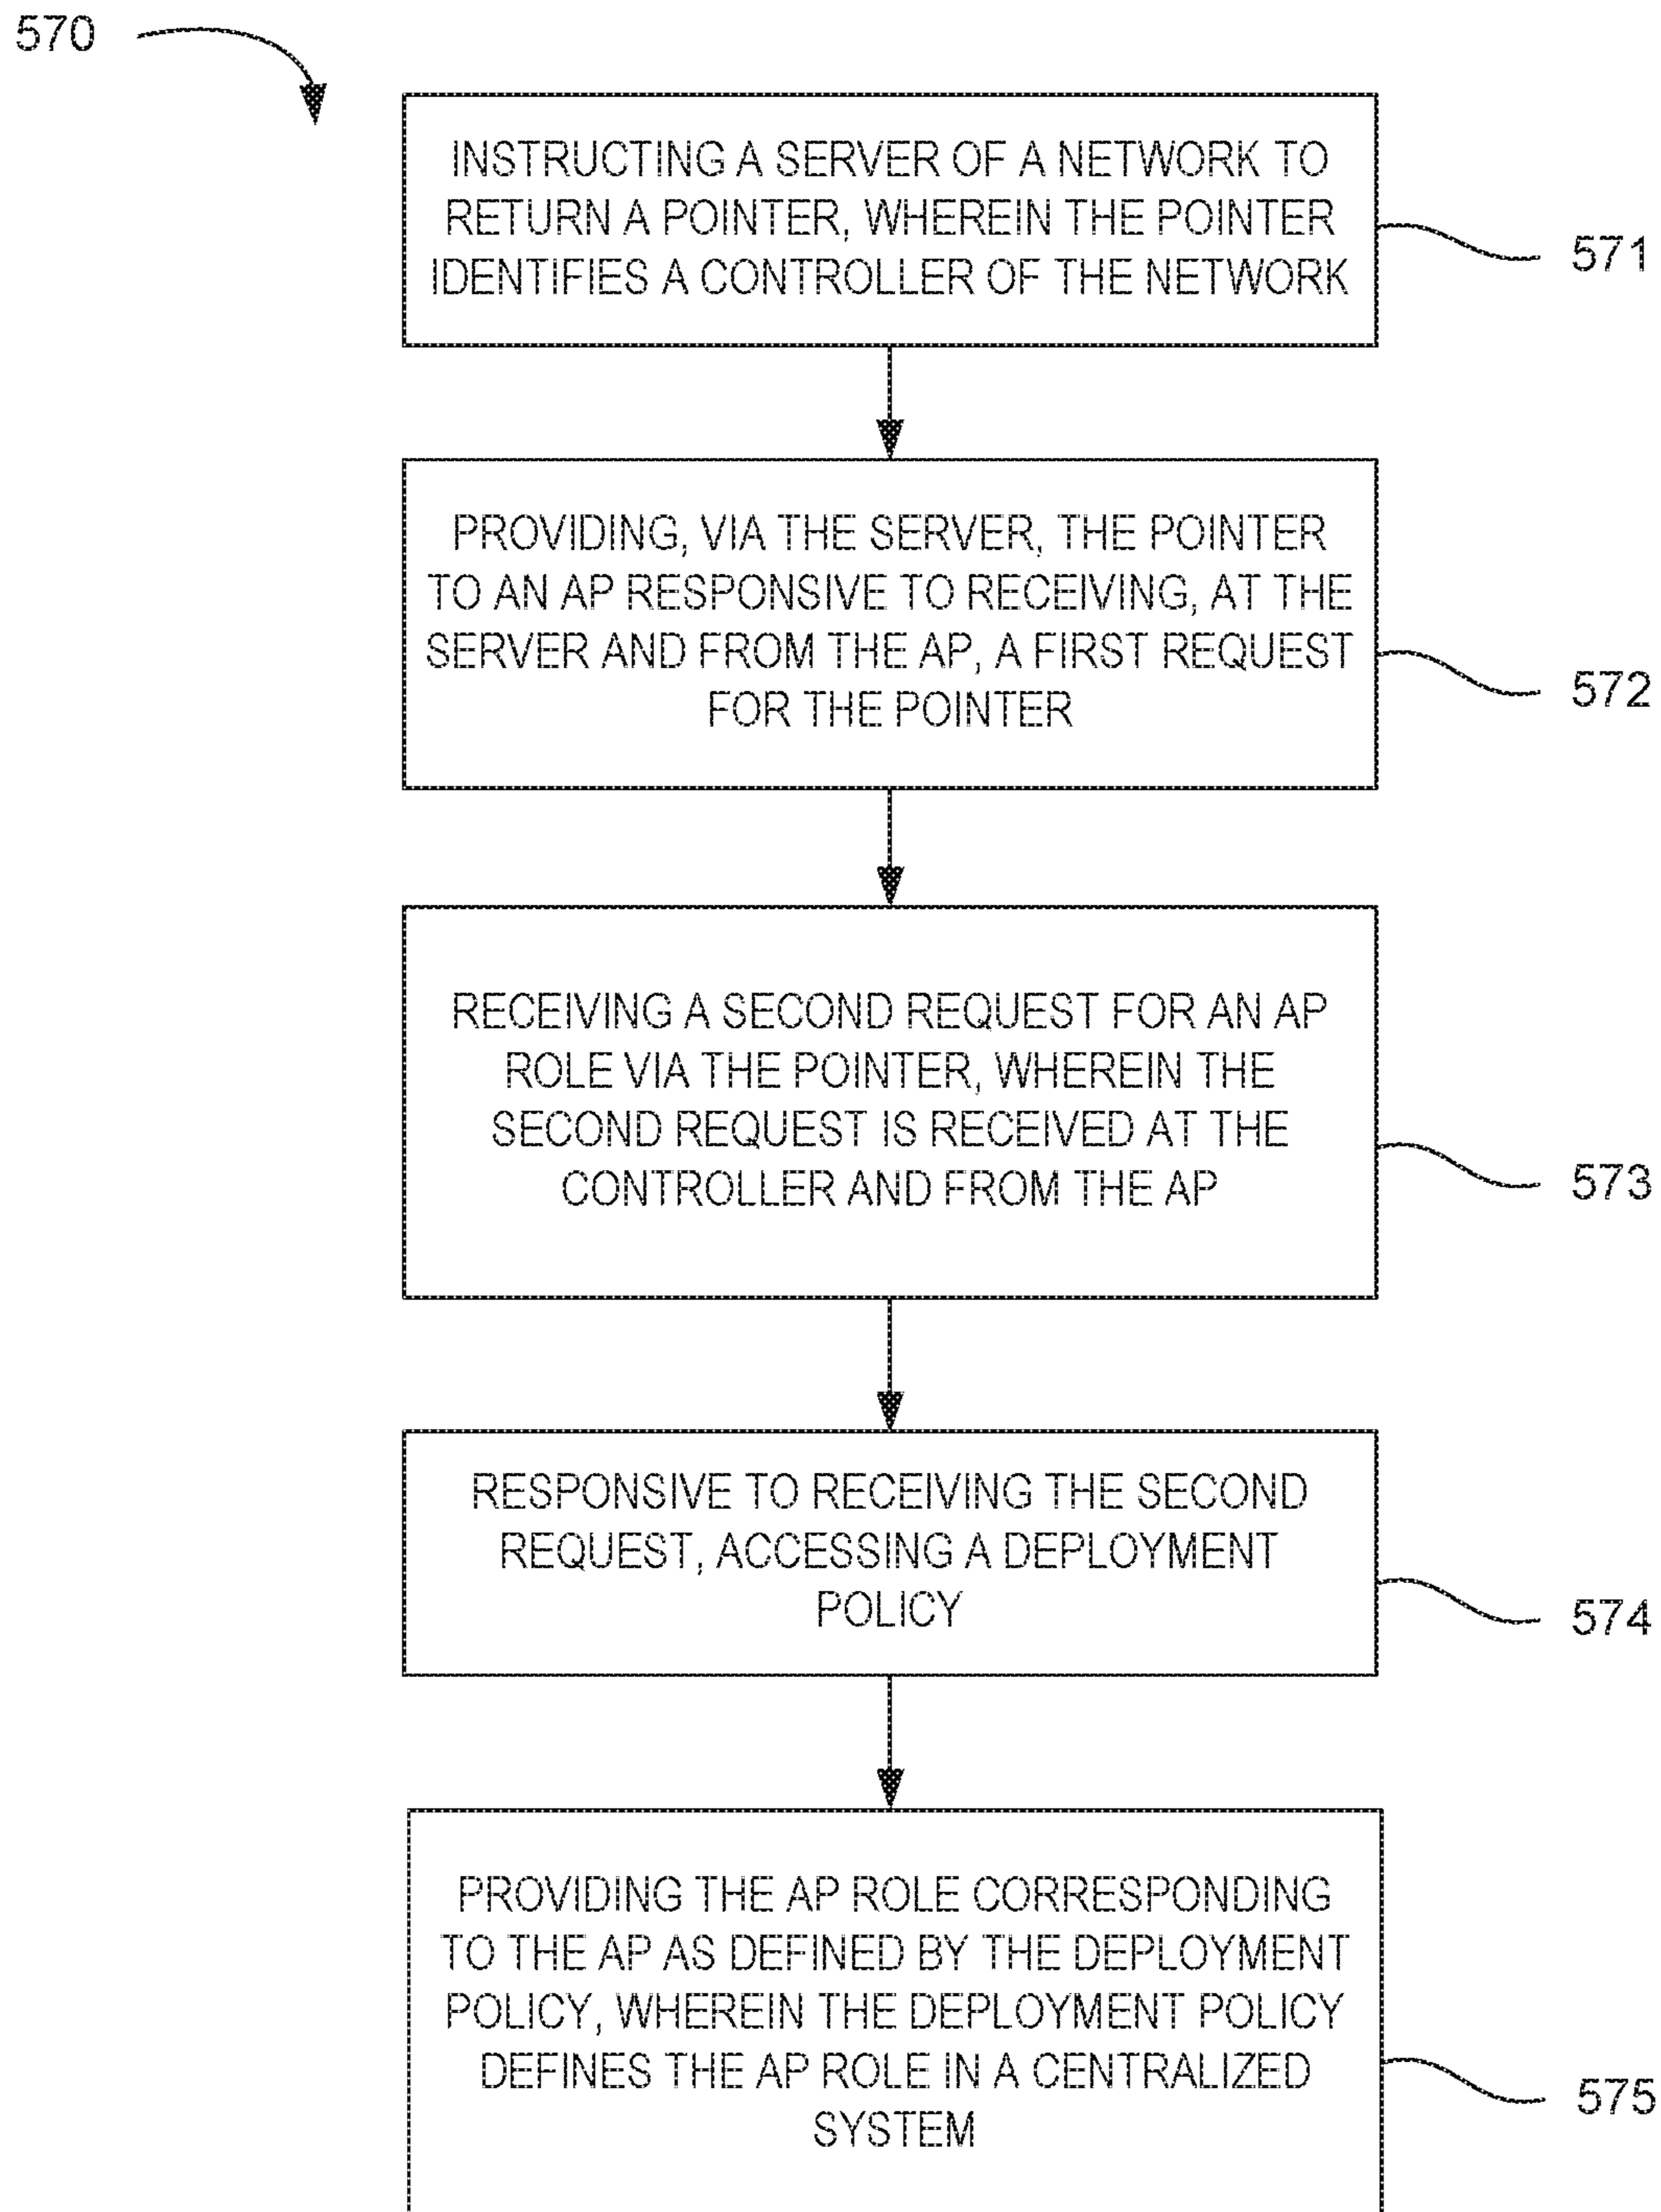 570
INSTRUCTING A SERVER OF A NETWORK TO
RETURN A POINTER, WHEREIN THE POINTER
IDENTIFIES A CONTROLLER OF THE NETWORK
571
PROVIDING, VIA THE SERVER, THE POINTER
TO AN AP RESPONSIVE TO RECEIVING, AT THE
SERVER AND FROM THE AP, A FIRST REQUEST
FOR THE POINTER
572
RECEIVING A SECOND REQUEST FOR AN AP
ROLE VIA THE POINTER, WHEREIN THE
SECOND REQUEST IS RECEIVED AT THE
CONTROLLER AND FROM THE AP
573
RESPONSIVE TO RECEIVING THE SECOND
REQUEST, ACCESSING A DEPLOYMENT
POLICY
574
PROVIDING THE AP ROLE CORRESPONDING
TO THE AP AS DEFINED BY THE DEPLOYMENT
POLICY, WHEREIN THE DEPLOYMENT POLICY
DEFINES THE AP ROLE IN A CENTRALIZED
SYSTEM
575